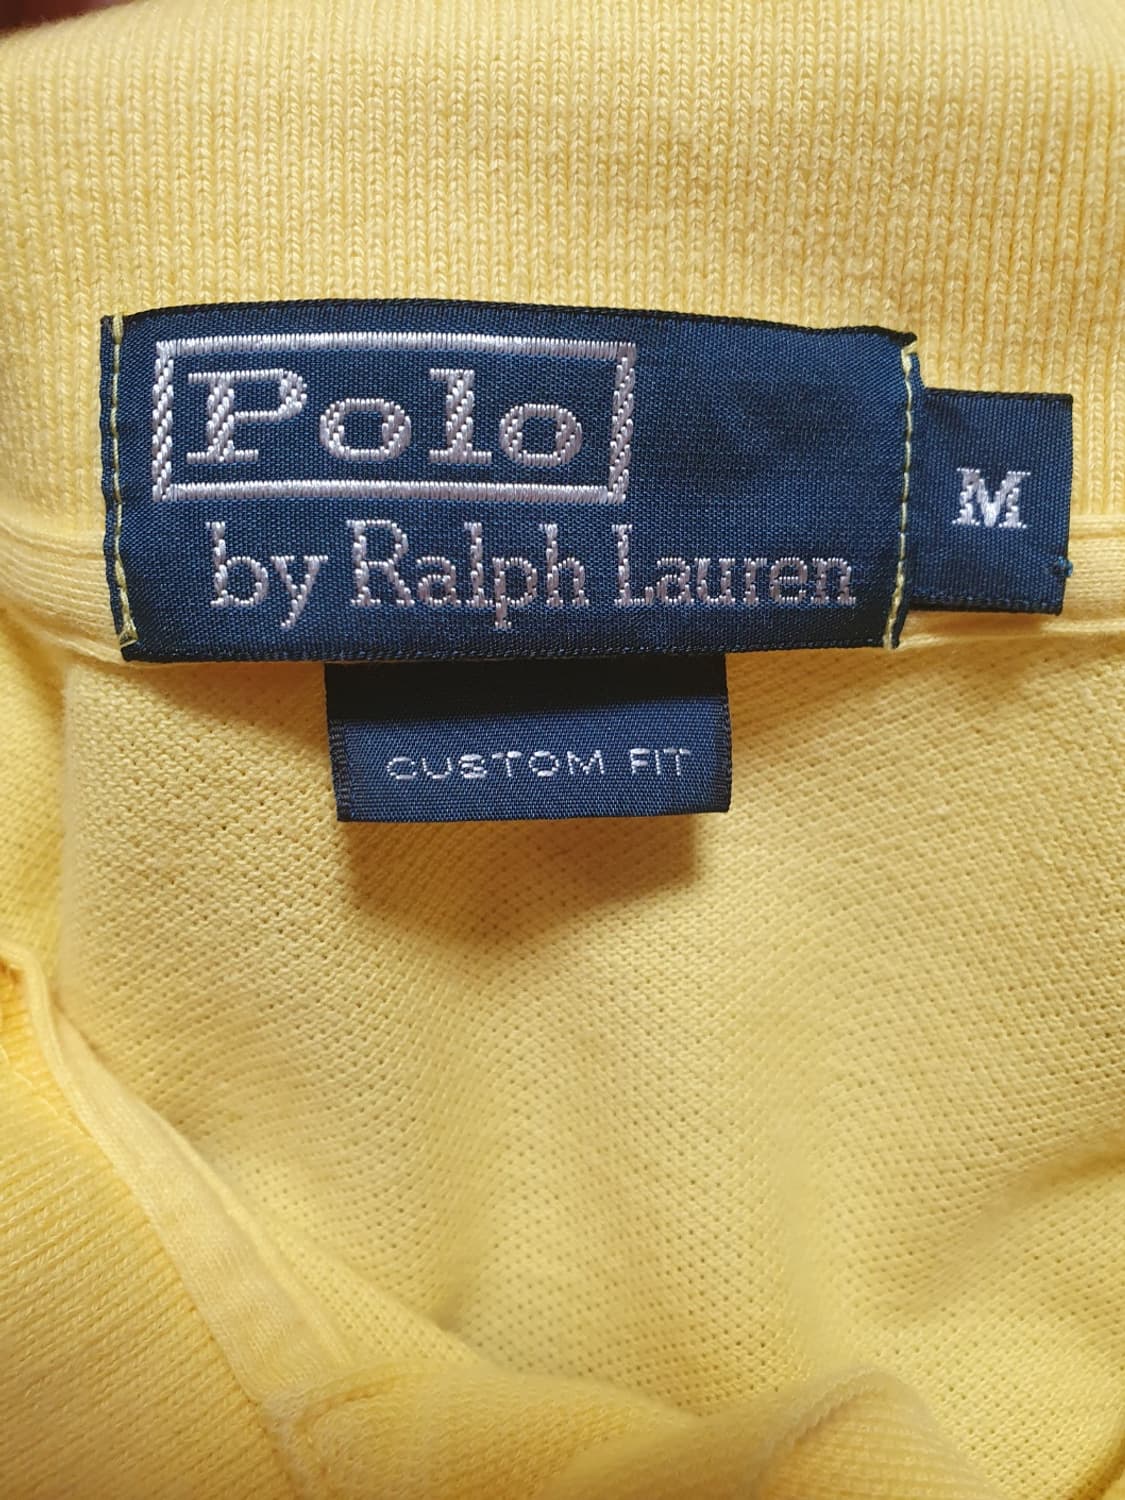 Polo
by Ralph Lauren
M
CUSTOM FIT